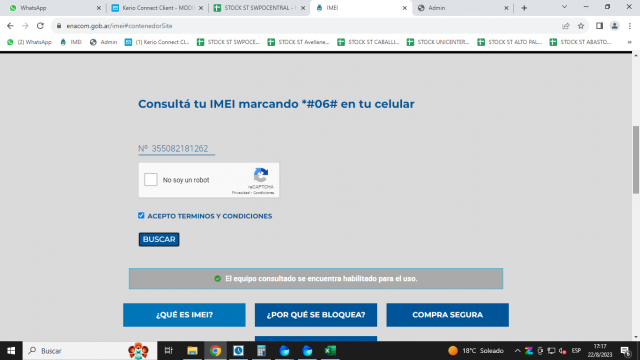 WhatsApp
Kerio Connect Client - MODI
STOCK ST SWPOCENTRAL - H
IMEI
Admin
enacom.gob.ar/imei#contenedorSite
(2) WhatsApp
IMEI
Admin
(1) Kerio Connect Cl...
STOCK ST SWPOCE...
STOCK ST Avellane...
STOCK ST CABALLI...
STOCK UNICENTER...
STOCK ST ALTO PAL...
STOCK ST ABASTO...
Consultá tu IMEI marcando *#06# en tu celular
Nº 355082181262
No soy un robot
reCAPTCHA
Privacidad - Condiciones
ACEPTO TERMINOS Y CONDICIONES
BUSCAR
El equipo consultado se encuentra habilitado para el uso.
¿QUÉ ES IMEI?
¿POR QUÉ SE BLOQUEA?
COMPRA SEGURA
Buscar
18°C Soleado
ESP
17:17
22/8/2023